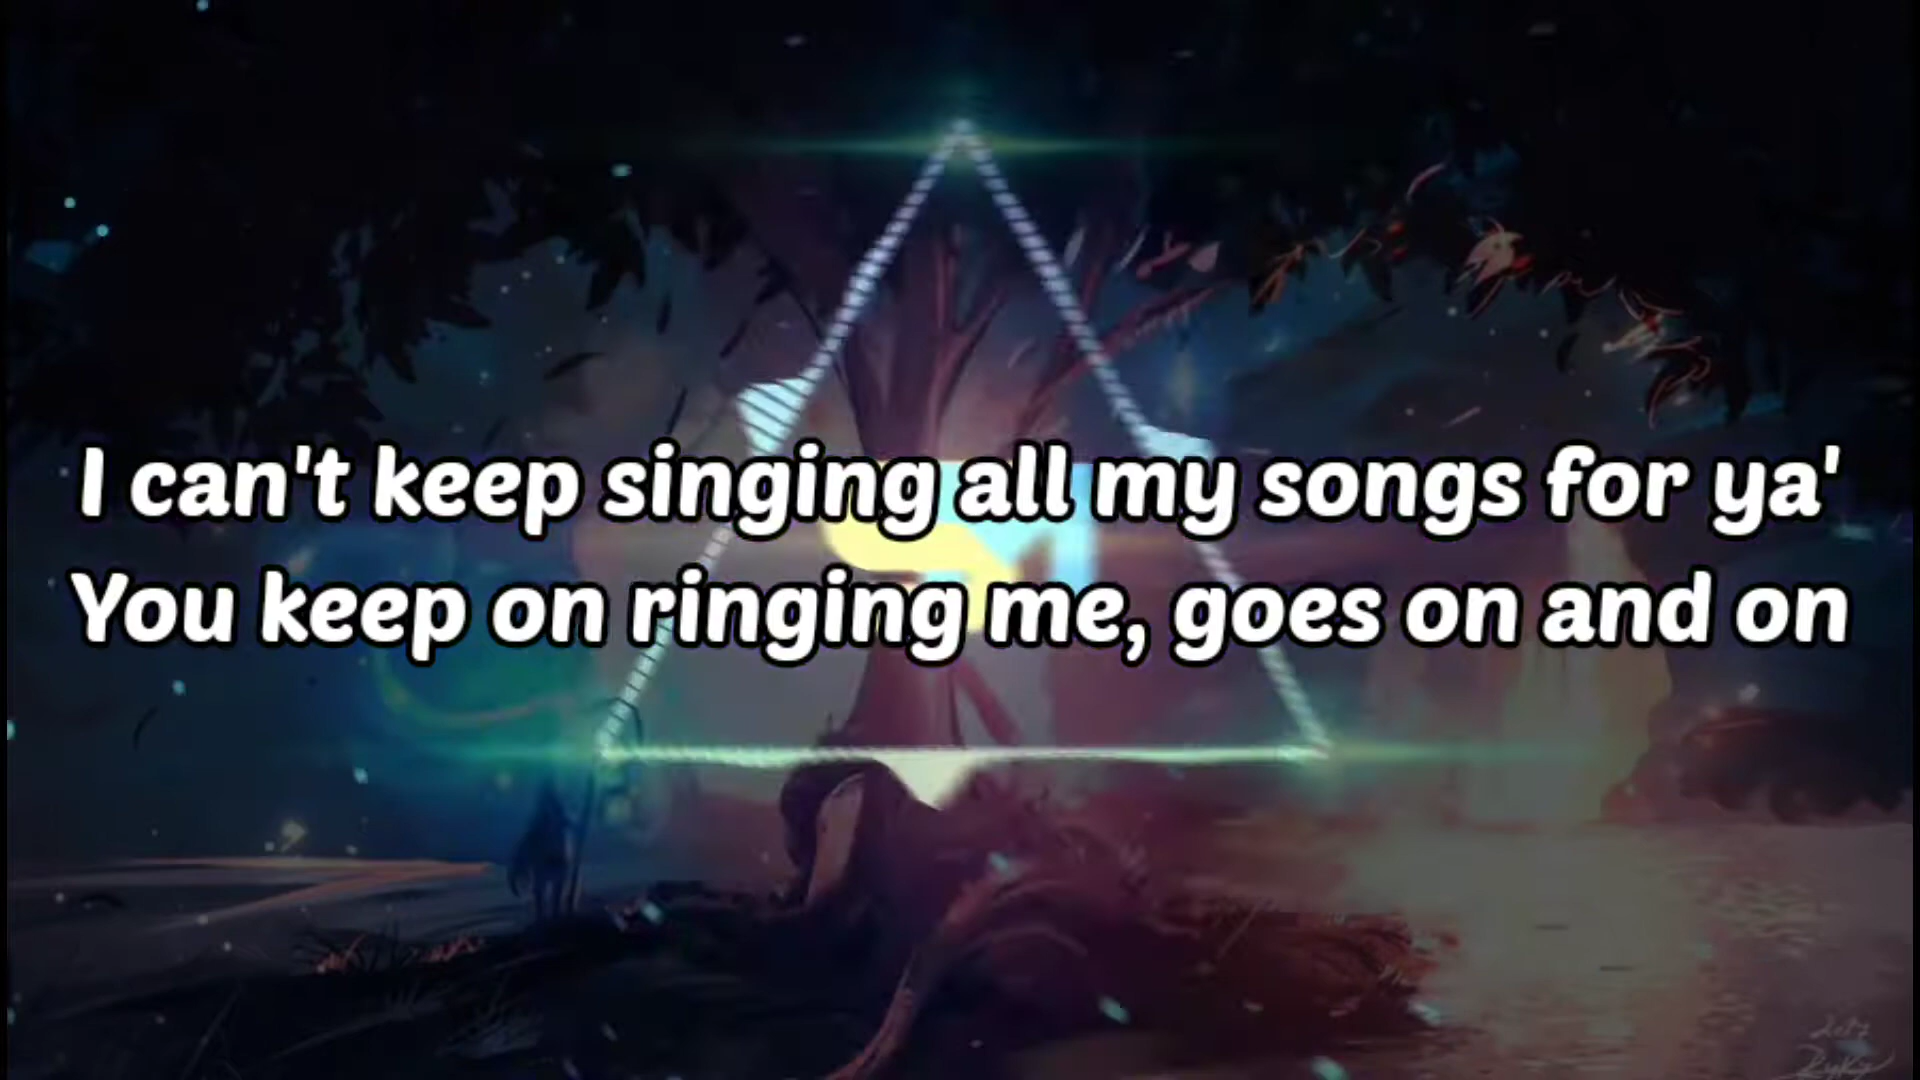 I can't keep singing all my songs for ya'
You keep on ringing me, goes on and on